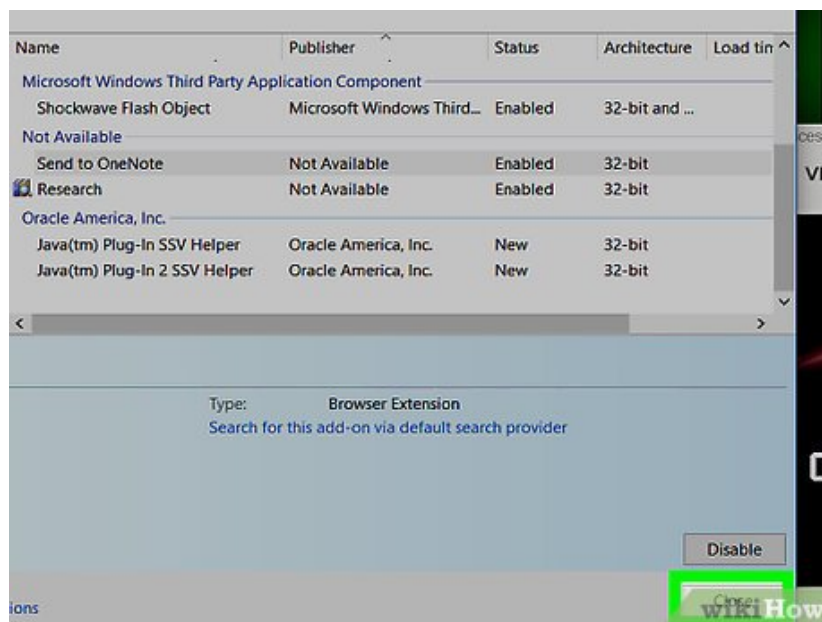 Name Publisher Status Architecture Load tim
Microsoft Windows Third Party Application Component
Shockwave Flash Object Microsoft Windows Third... Enabled 32-bit and ...
Not Available
Send to OneNote Not Available Enabled 32-bit
Research Not Available Enabled 32-bit
Oracle America, Inc.
Java(tm) Plug-In SSV Helper Oracle America, Inc. New 32-bit
Java(tm) Plug-In 2 SSV Helper Oracle America, Inc. New 32-bit
Type: Browser Extension
Search for this add-on via default search provider
Disable
Close
ions
wikiHow